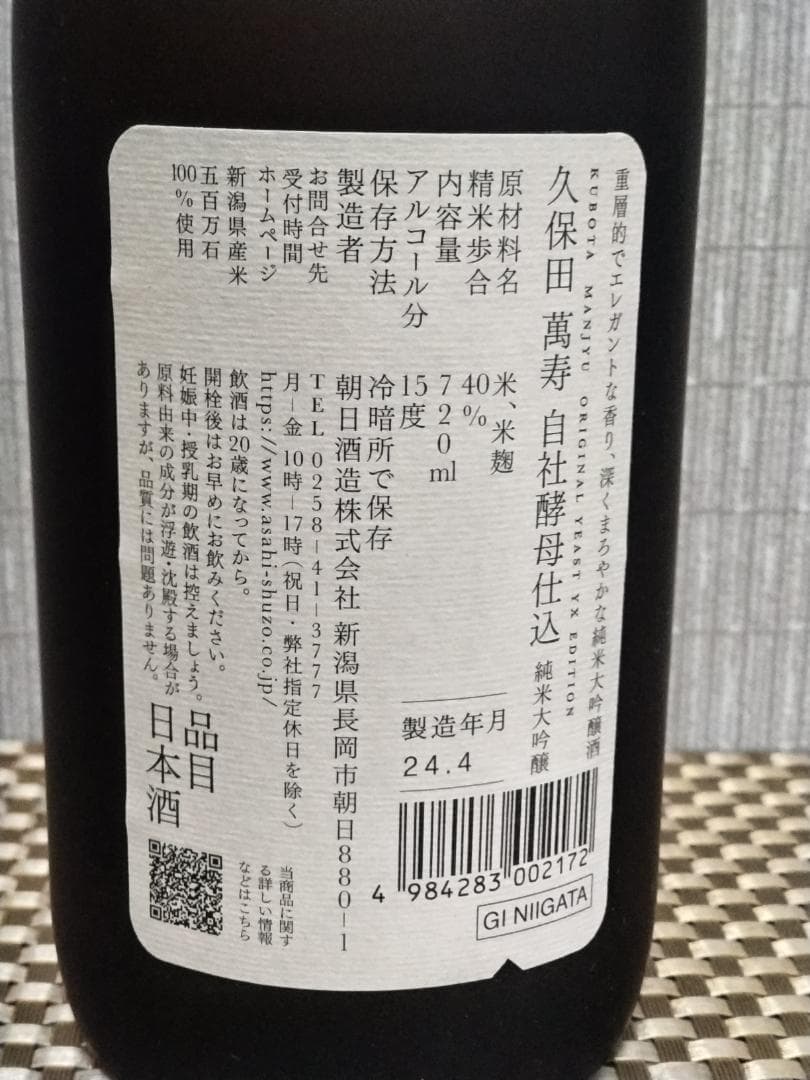 重層的でエレガントな香り、深くまろやかな純米大吟醸酒
KUBOTA MANJYU ORIGINAL YEAST YX EDITION
久保田 萬寿 自社酵母仕込 純米大吟醸
原材料名 米、米麹
精米歩合 40%
内容量 720ml
アルコール分 15度
保存方法 冷暗所で保存
製造者 朝日酒造株式会社 新潟県長岡市朝日880-1
お問合せ先 TEL 0258-41-3777
受付時間 月-金 10時-17時(祝日・弊社指定休日を除く)
ホームページ https://www.asahi-shuzo.co.jp/
新潟県産米
五百万石
100%使用
飲酒は20歳になってから。
開栓後はお早めにお飲みください。
妊娠中・授乳期の飲酒は控えましょう。
原料由来の成分が浮遊・沈殿する場合が
ありますが、品質には問題ありません。
製造年月
24.4
品目
日本酒
4 984283 002172
GI NIIGATA
当商品に関す
る詳しい情報
などはこちら